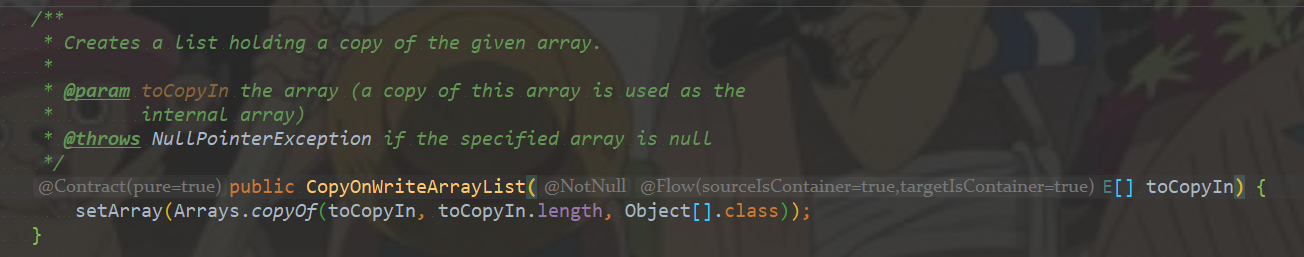 /**
 * Creates a list holding a copy of the given array.
 *
 * @param toCopyIn the array (a copy of this array is used as the
 *        internal array)
 * @throws NullPointerException if the specified array is null
 */
@Contract(pure=true) public CopyOnWriteArrayList( @NotNull @Flow(sourceIsContainer=true,targetIsContainer=true) E[] toCopyIn) {
    setArray(Arrays.copyOf(toCopyIn, toCopyIn.length, Object[].class));
}